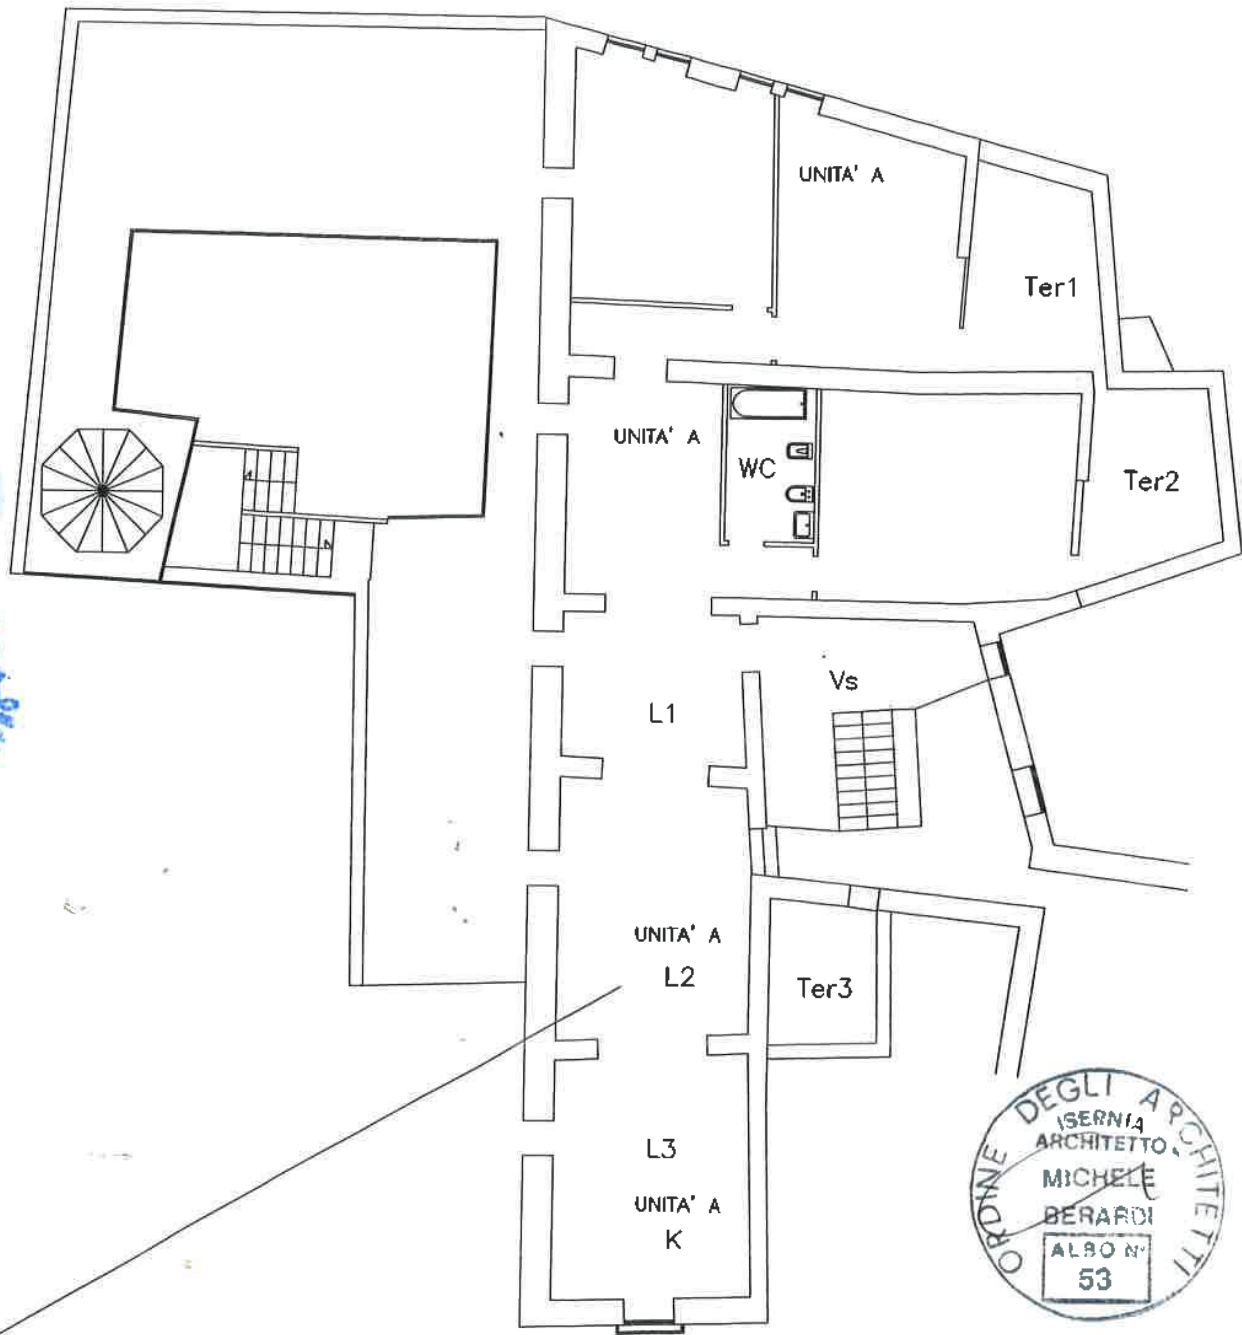 UNITA' A
Ter1
UNITA' A
WC
Ter2
Vs
L1
UNITA' A
L2
Ter3
L3
UNITA' A
K
ORDINE DEGLI ARCHITETTI
ISERNIA
ARCHITETTO
MICHELE
BERARDI
ALBO N°
53